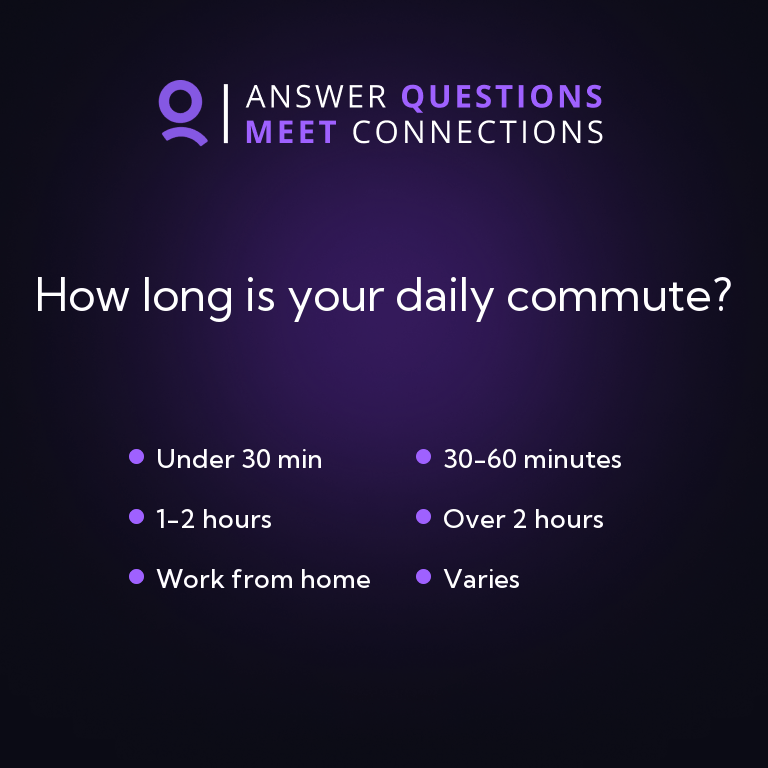 ANSWER QUESTIONS
MEET CONNECTIONS
How long is your daily commute?
Under 30 min
30-60 minutes
1-2 hours
Over 2 hours
Work from home
Varies